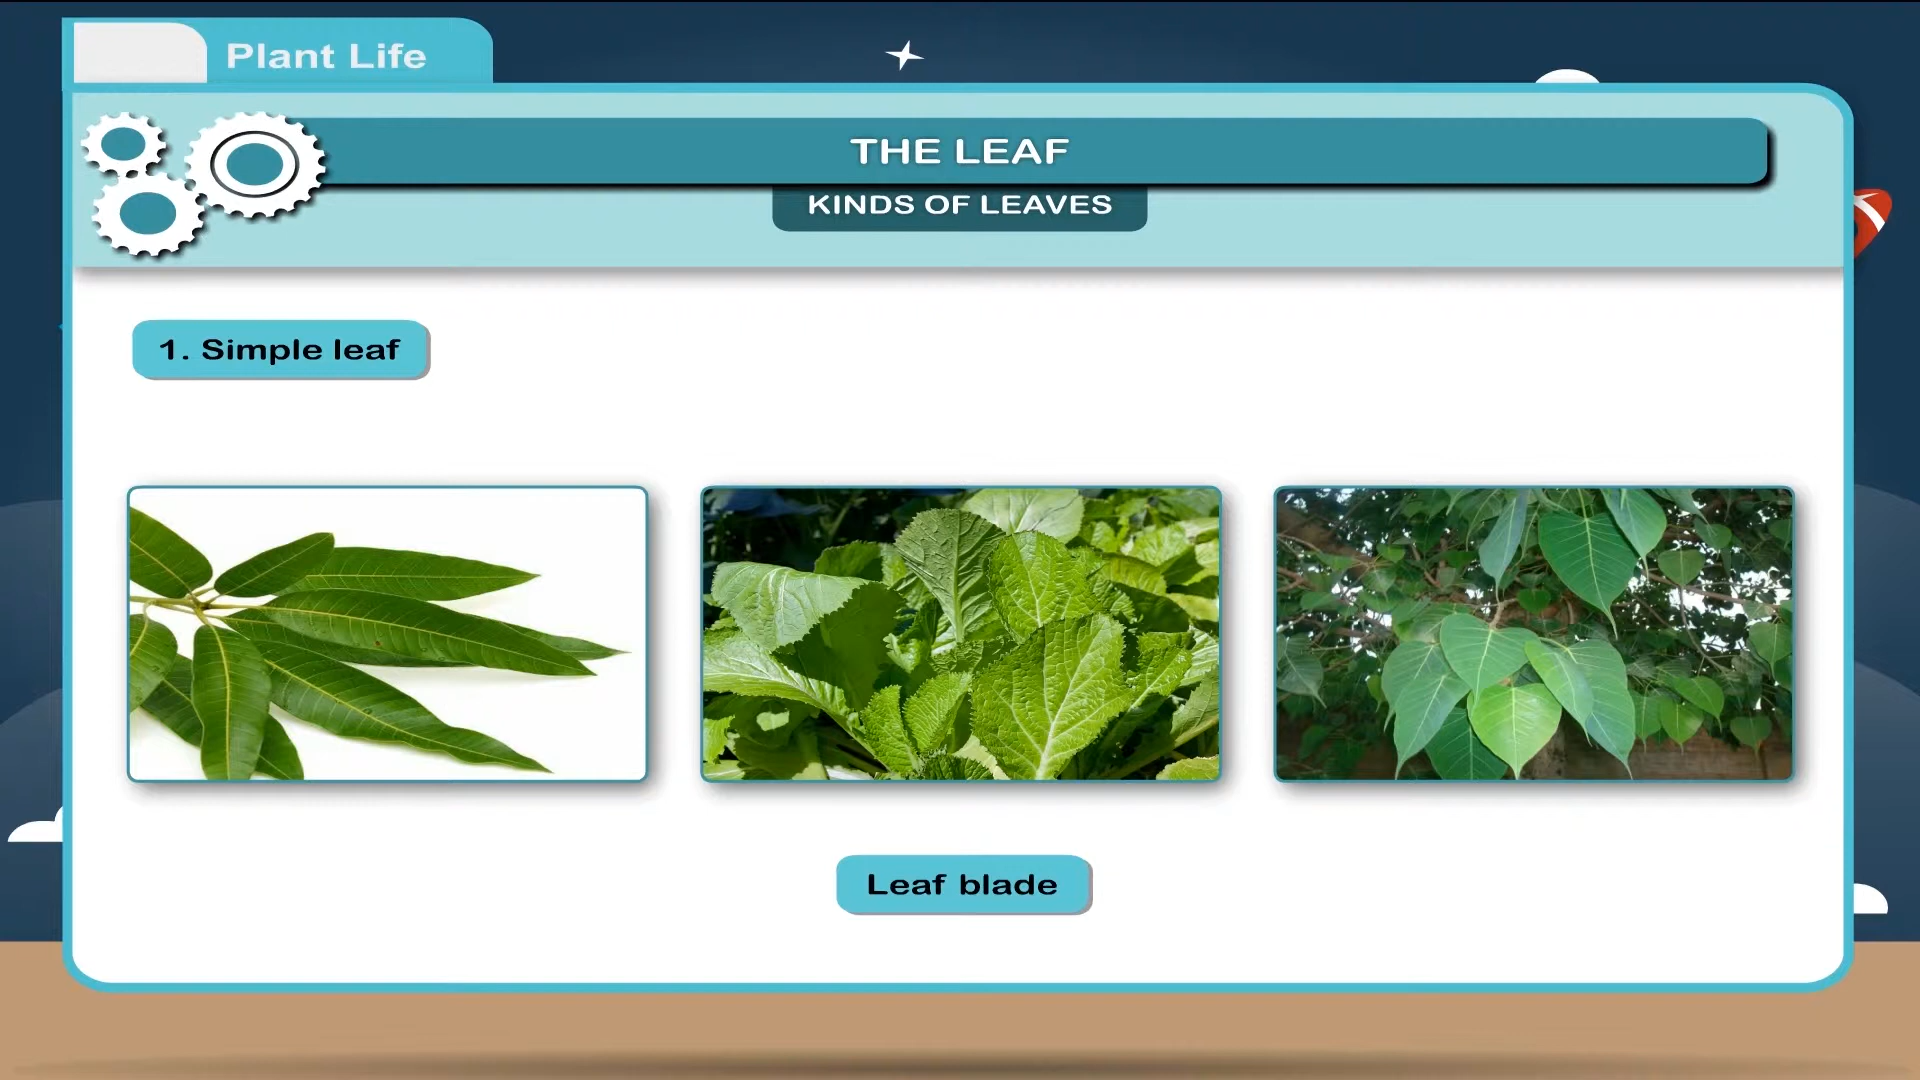 Plant Life
THE LEAF
KINDS OF LEAVES
1. Simple leaf
Leaf blade